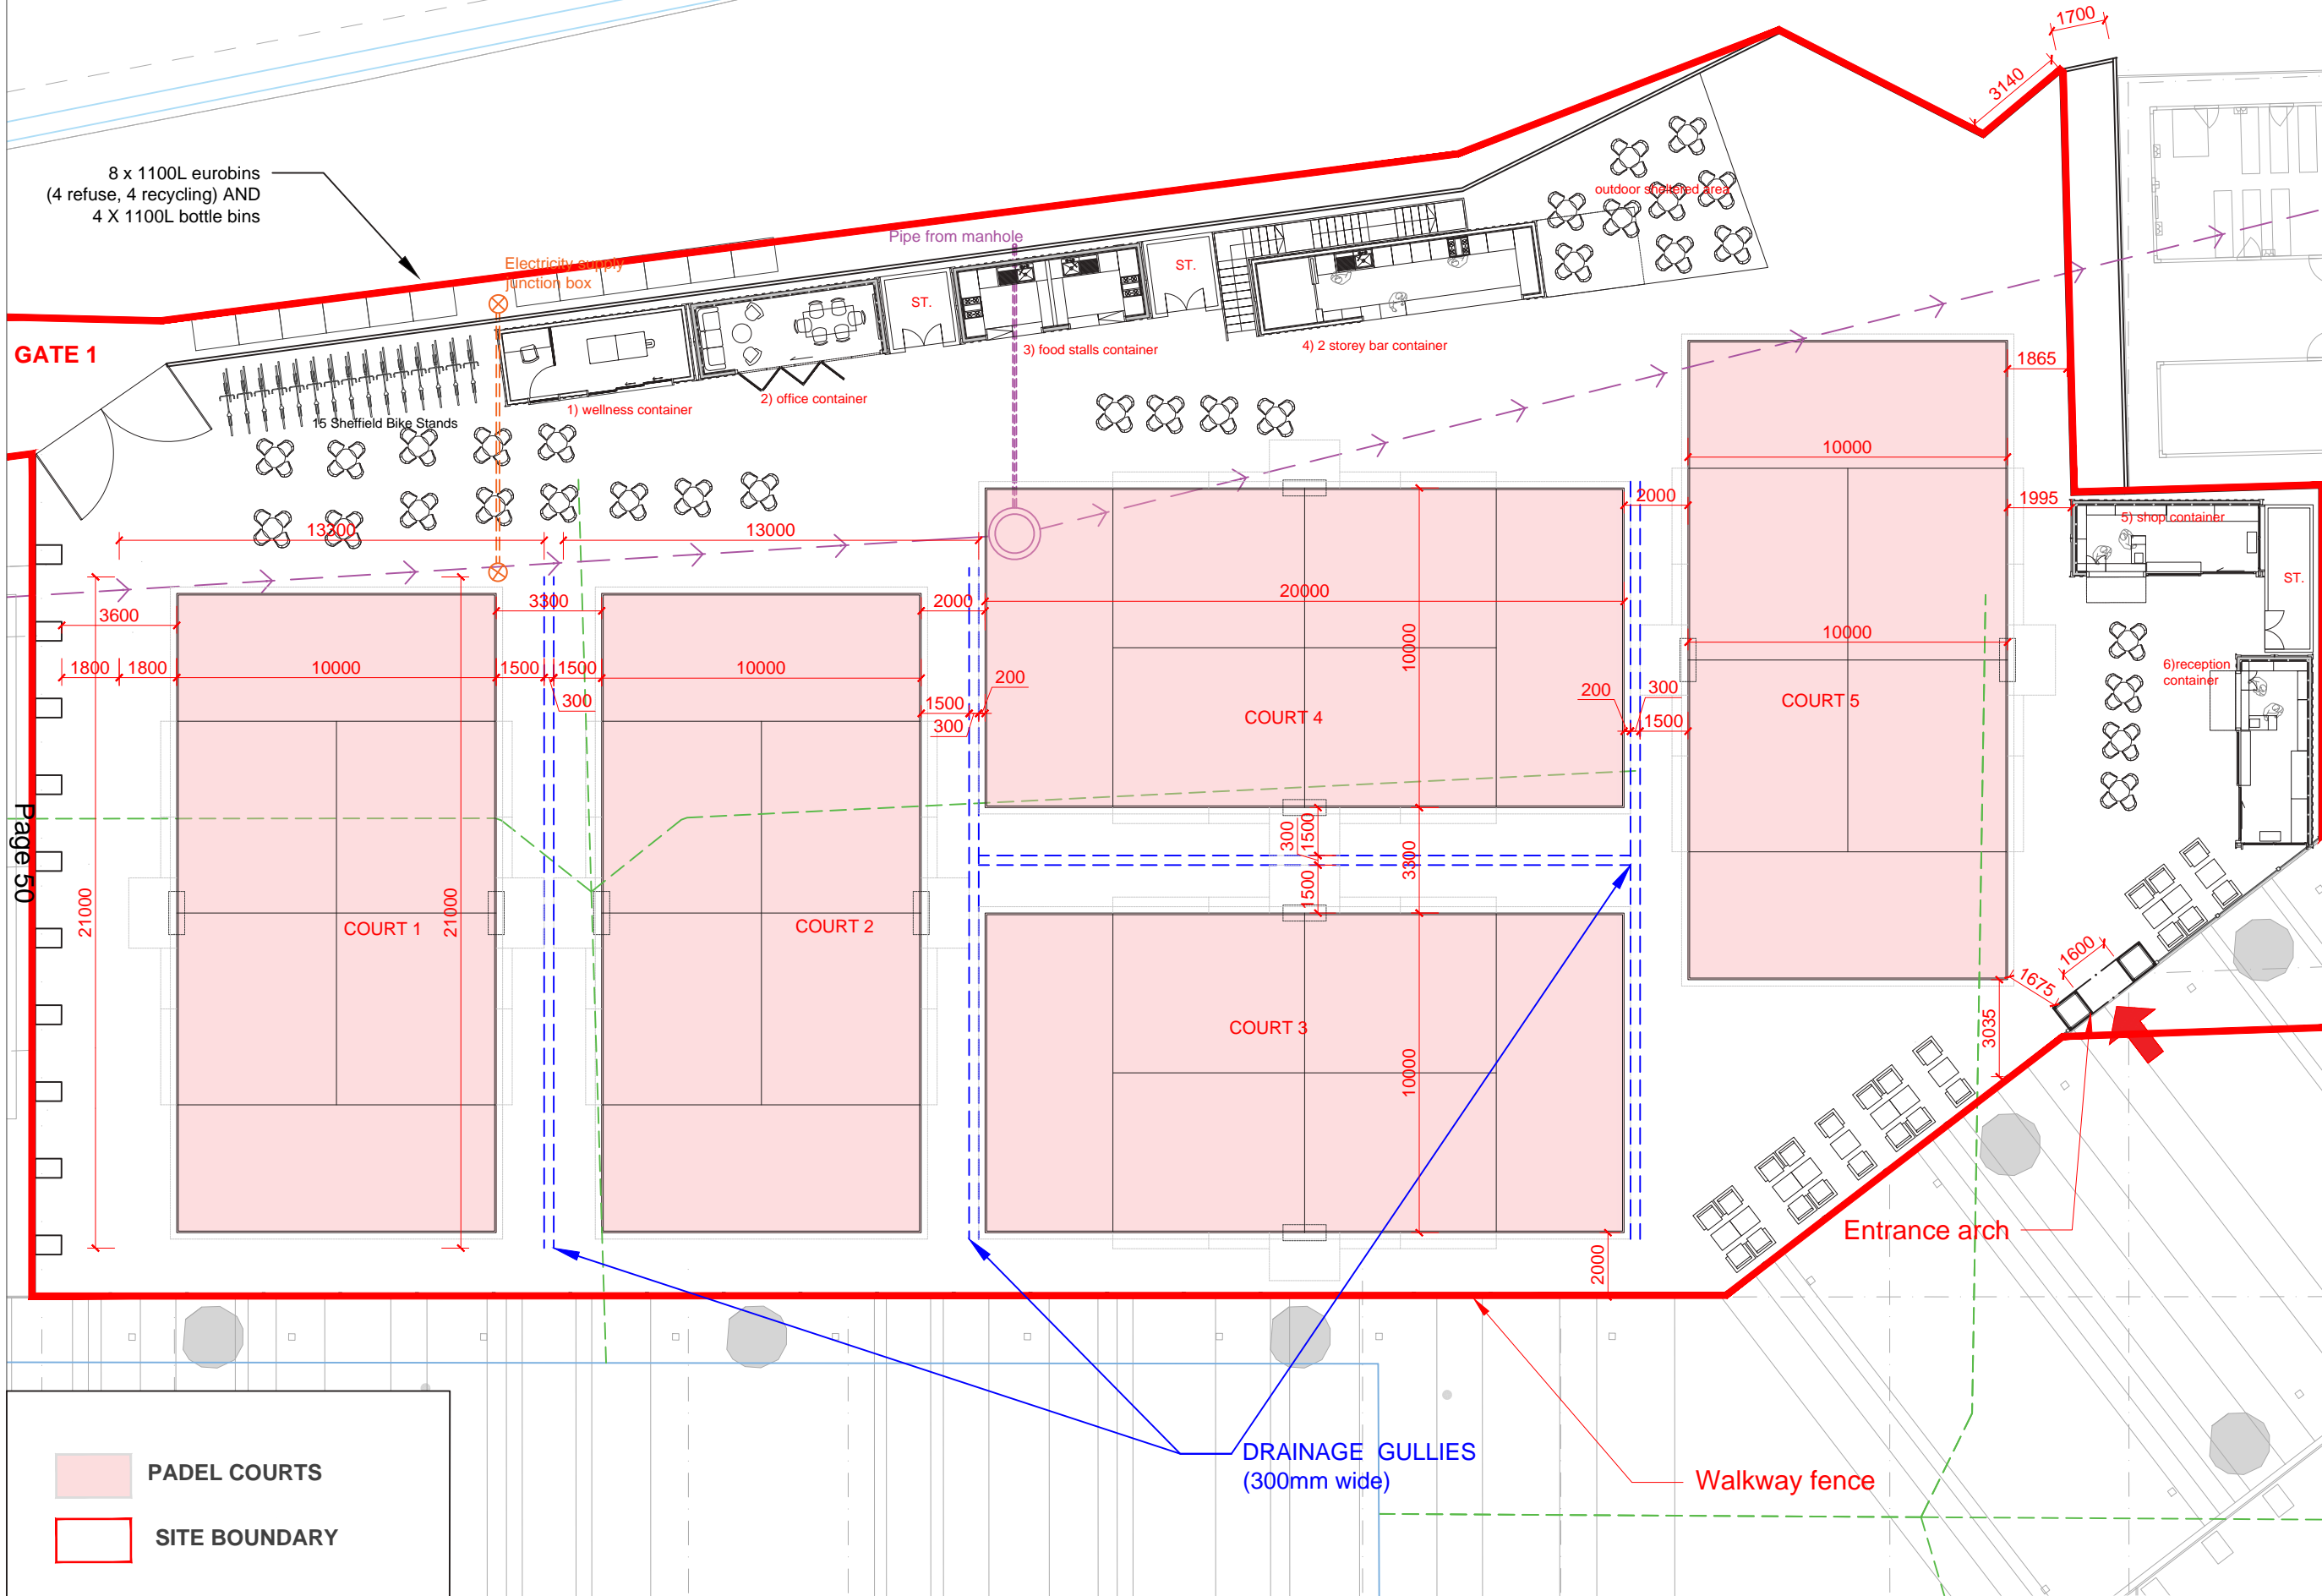 1700
3140
8 x 1100L eurobins
(4 refuse, 4 recycling) AND
4 X 1100L bottle bins
outdoor sheltered area
Pipe from manhole
Electricity supply
junction box
ST.
ST.
GATE 1
3) food stalls container
4) 2 storey bar container
1865
2) office container
1) wellness container
15 Sheffield Bike Stands
10000
2000
1995
5) shop container
13300
13000
ST.
3600
3300
2000
20000
10000
10000
1800
1800
10000
1500
1500
10000
300
200
1500
300
6)reception
container
200
300
1500
COURT 4
COURT 5
Page 50
300
1500
3300
1500
21000
21000
COURT 1
COURT 2
1600
1675
3035
COURT 3
10000
Entrance arch
2000
DRAINAGE GULLIES
(300mm wide)
Walkway fence
PADEL COURTS
SITE BOUNDARY